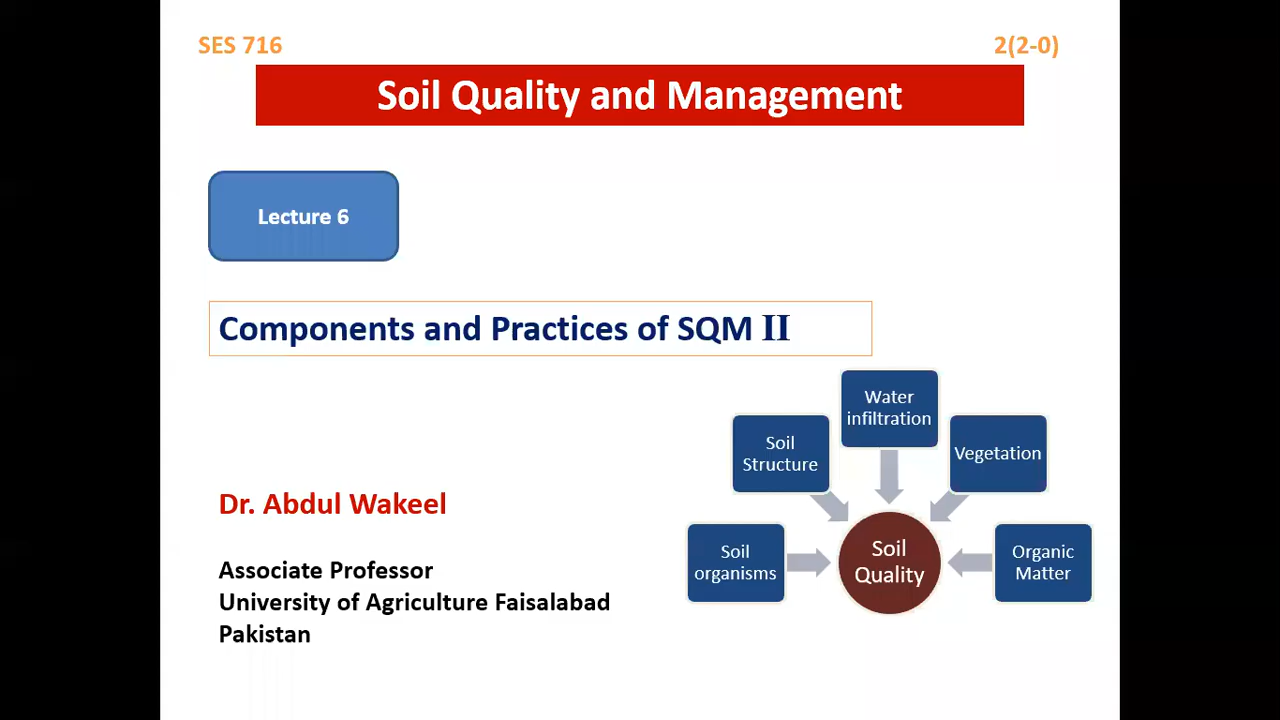 SES 716
2(2-0)
Soil Quality and Management
Lecture 6
Components and Practices of SQM II
Water
infiltration
Soil
Structure
Vegetation
Dr. Abdul Wakeel
Soil
organisms
Soil
Quality
Organic
Matter
Associate Professor
University of Agriculture Faisalabad
Pakistan